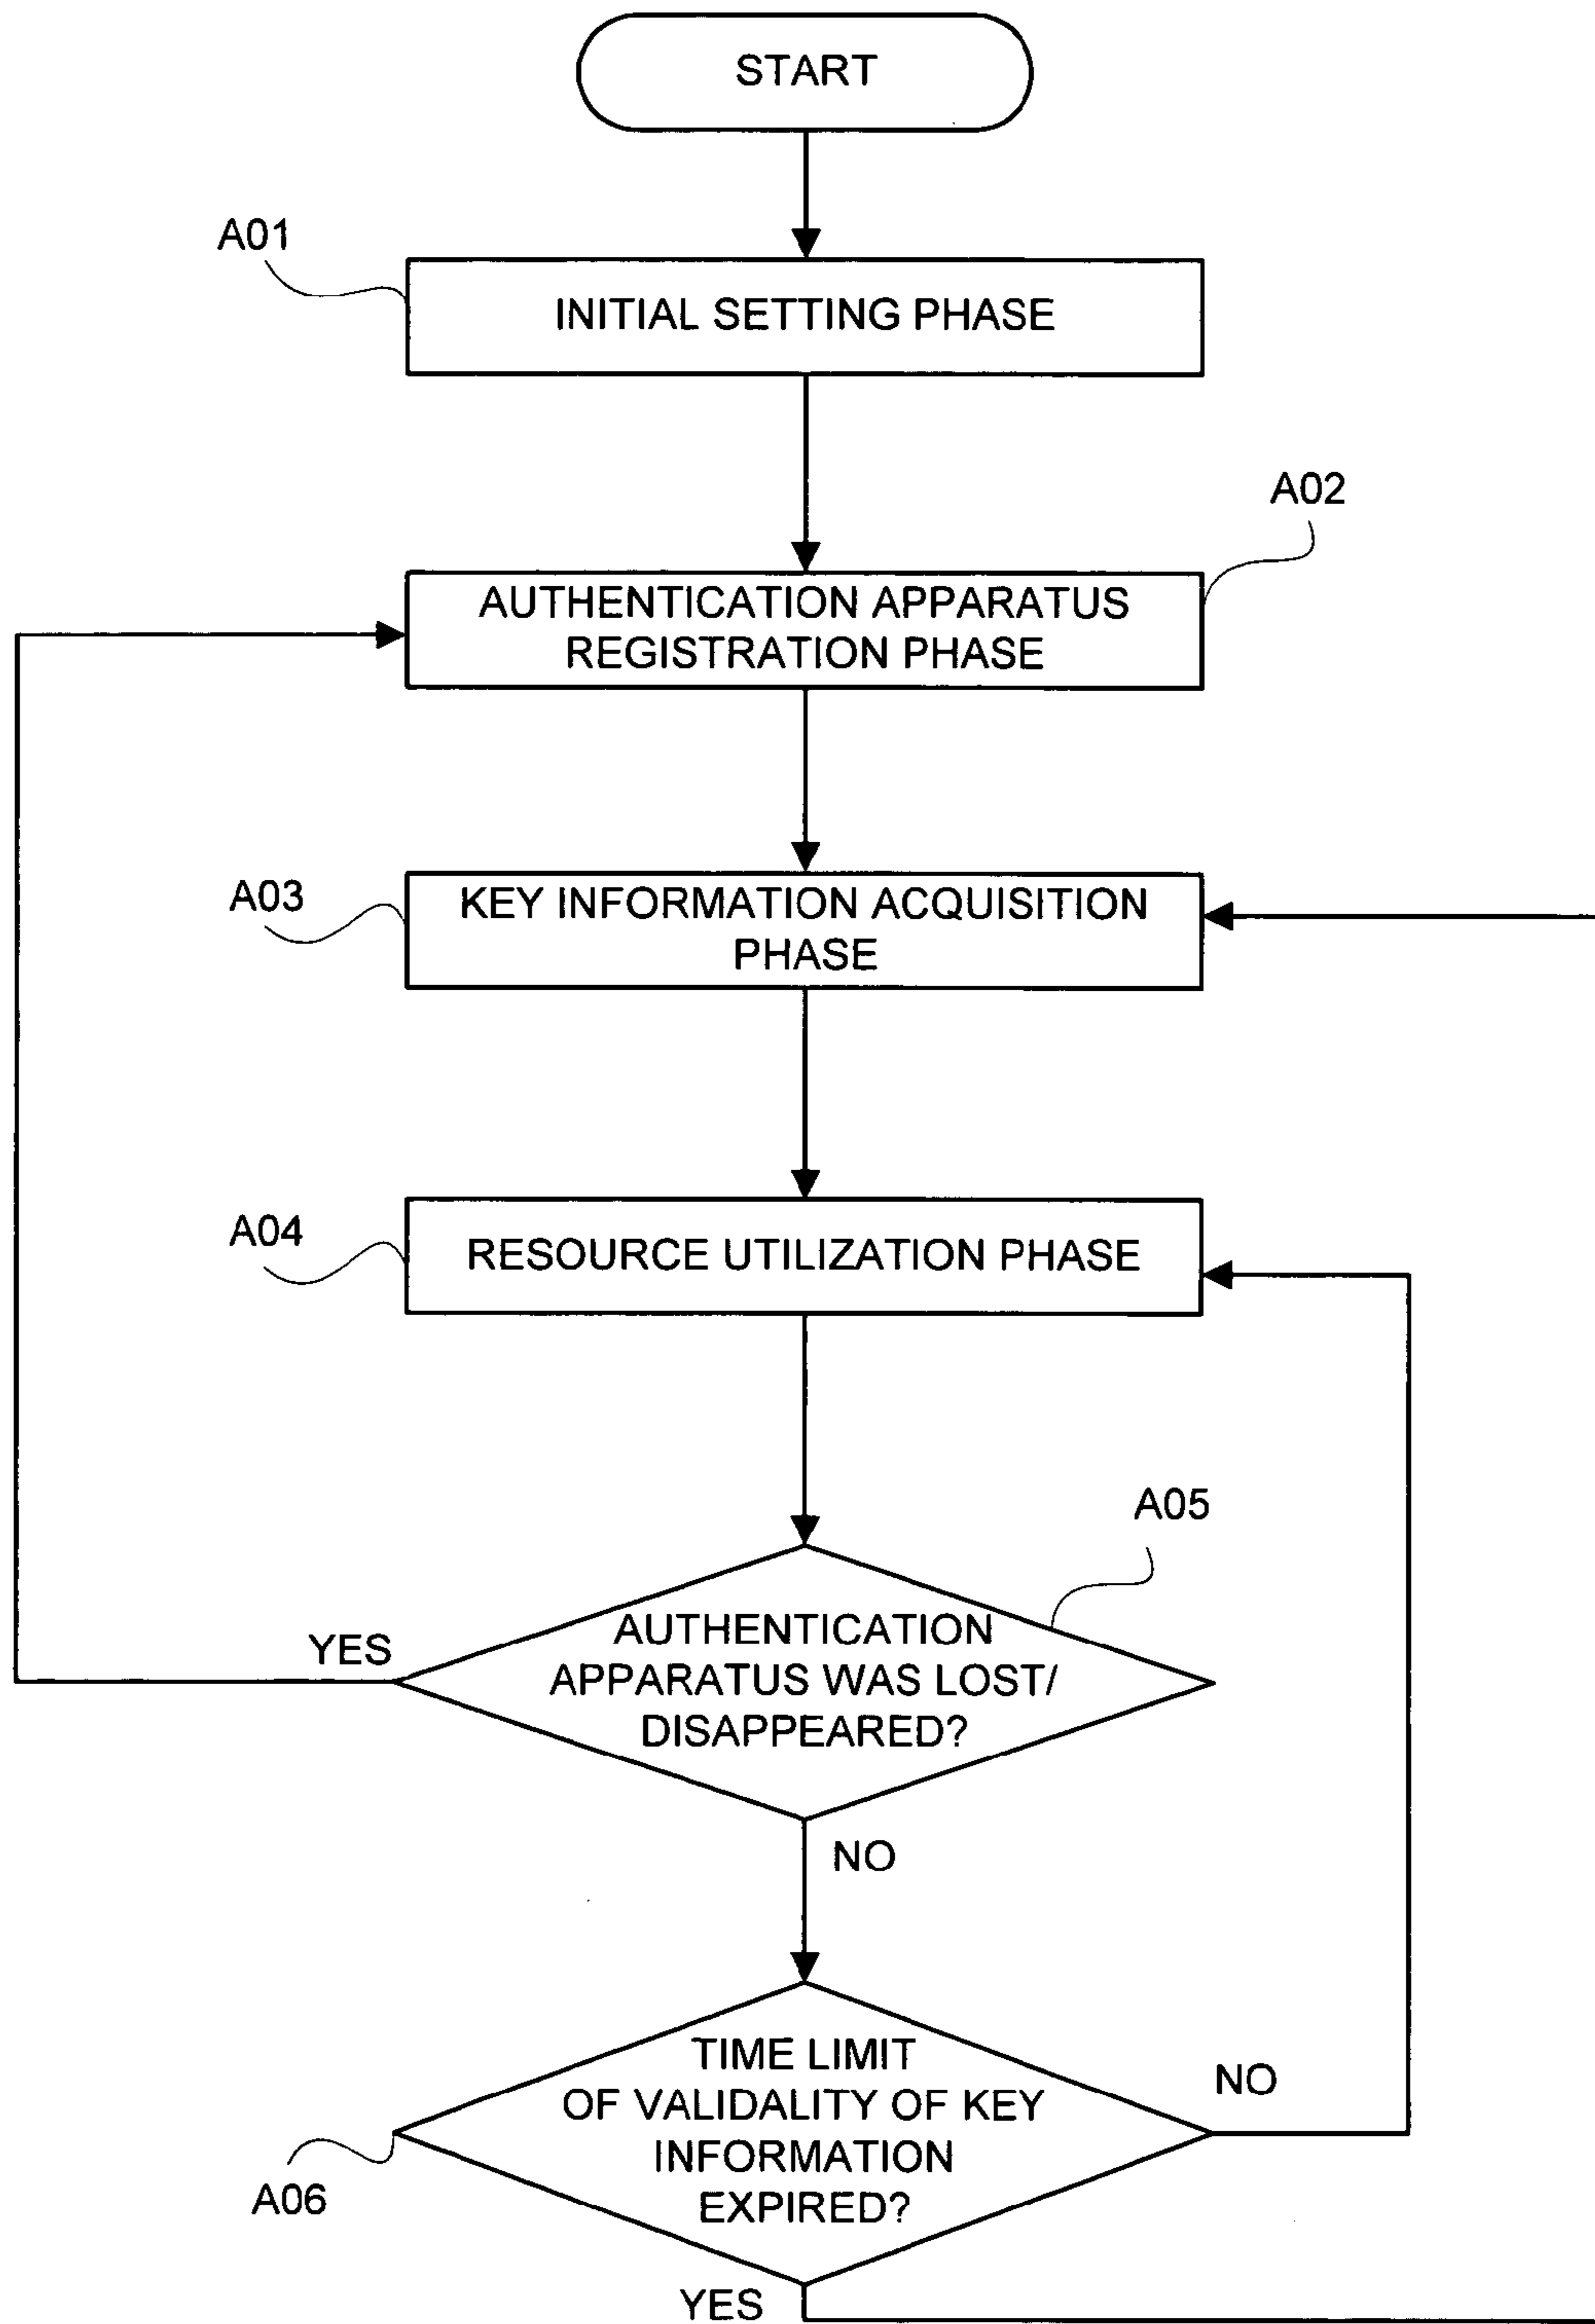 START
A01
INITIAL SETTING PHASE
A02
AUTHENTICATION APPARATUS
REGISTRATION PHASE
A03
KEY INFORMATION ACQUISITION
PHASE
A04
RESOURCE UTILIZATION PHASE
A05
AUTHENTICATION
APPARATUS WAS LOST/
DISAPPEARED?
YES
NO
TIME LIMIT
OF VALIDALITY OF KEY
INFORMATION
EXPIRED?
NO
A06
YES